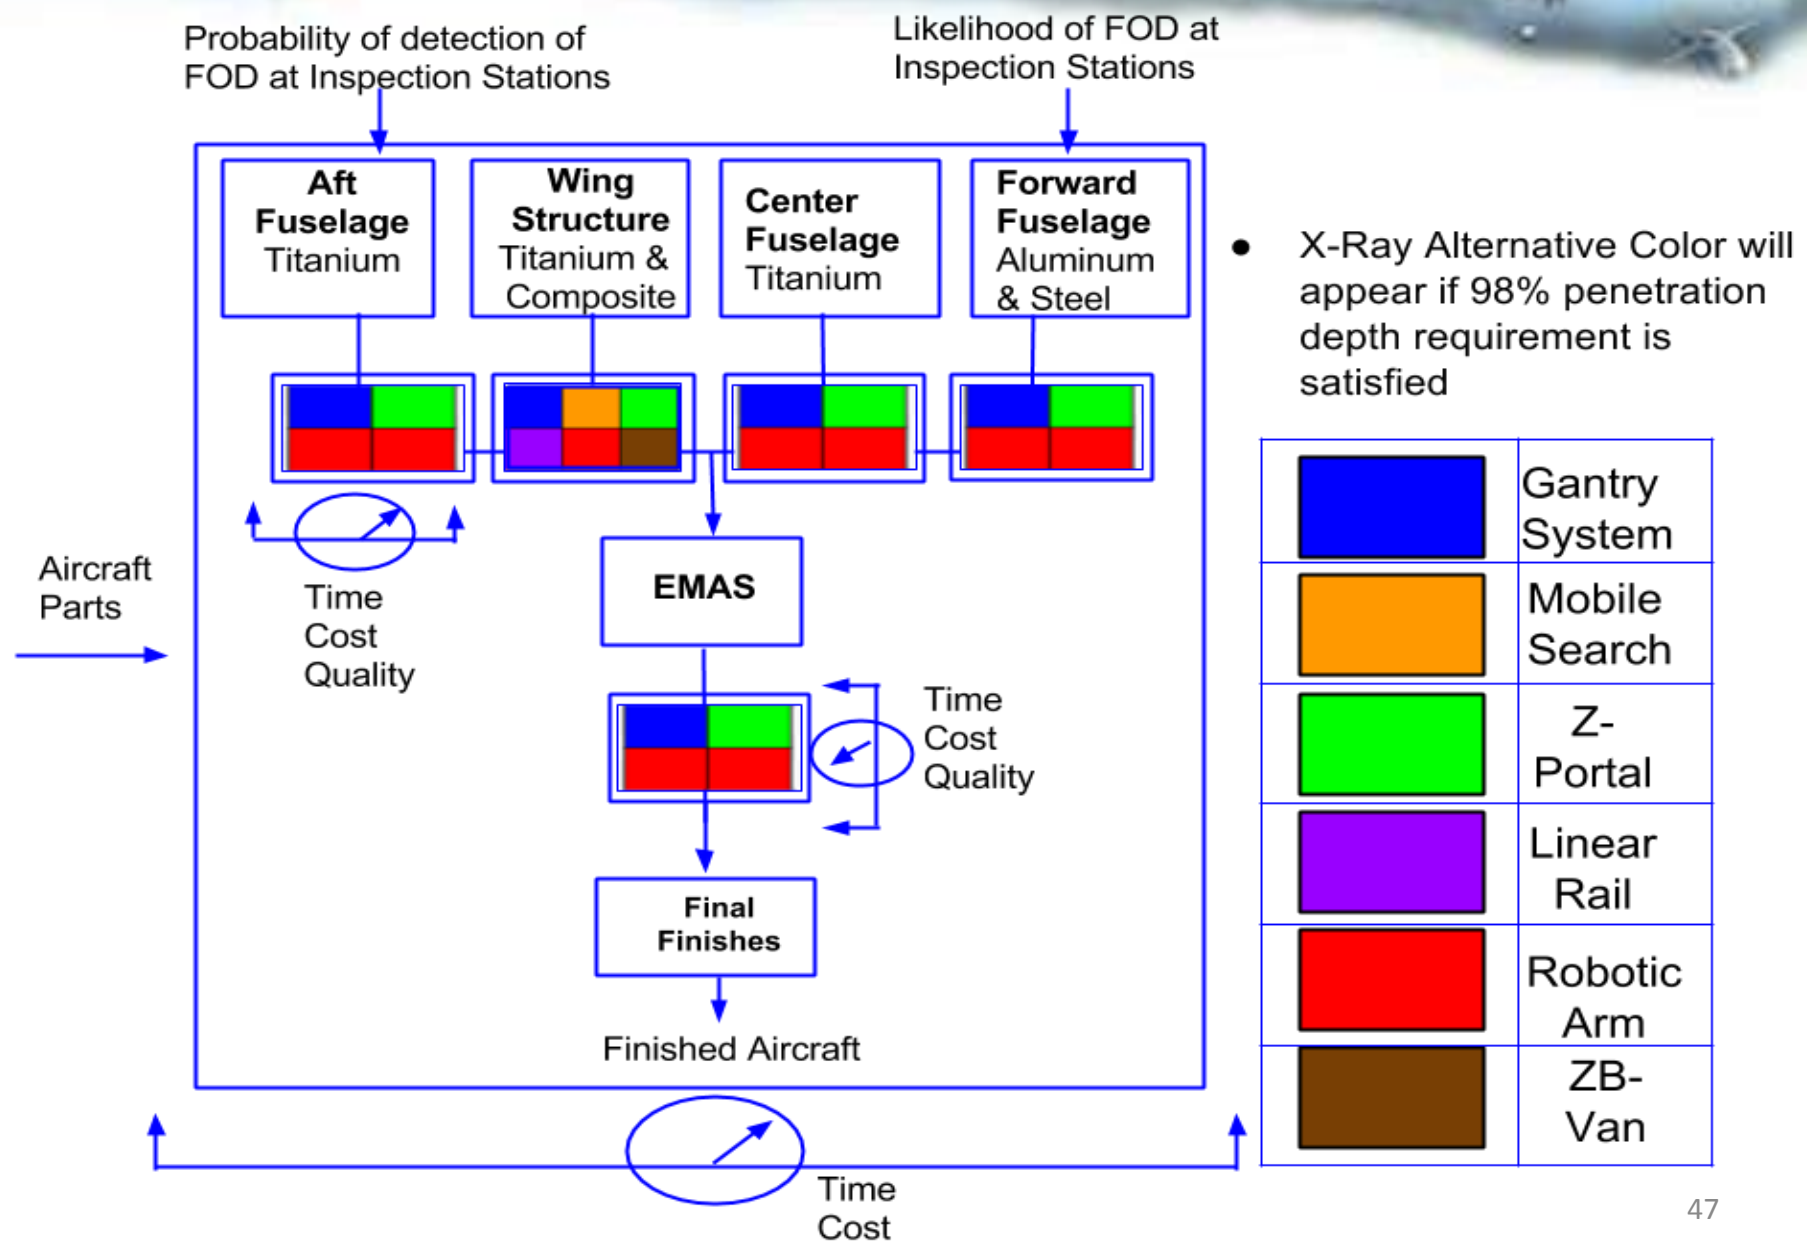 Probability of detection of
FOD at Inspection Stations
Likelihood of FOD at
Inspection Stations
Aft
Fuselage
Titanium
Wing
Structure
Titanium &
Composite
Center
Fuselage
Titanium
Forward
Fuselage
Aluminum
& Steel
● X-Ray Alternative Color will
appear if 98% penetration
depth requirement is
satisfied
Aircraft
Parts
Time
Cost
Quality
EMAS
Time
Cost
Quality
Final
Finishes
Finished Aircraft
Time
Cost
Gantry
System
Mobile
Search
Z-
Portal
Linear
Rail
Robotic
Arm
ZB-
Van
47